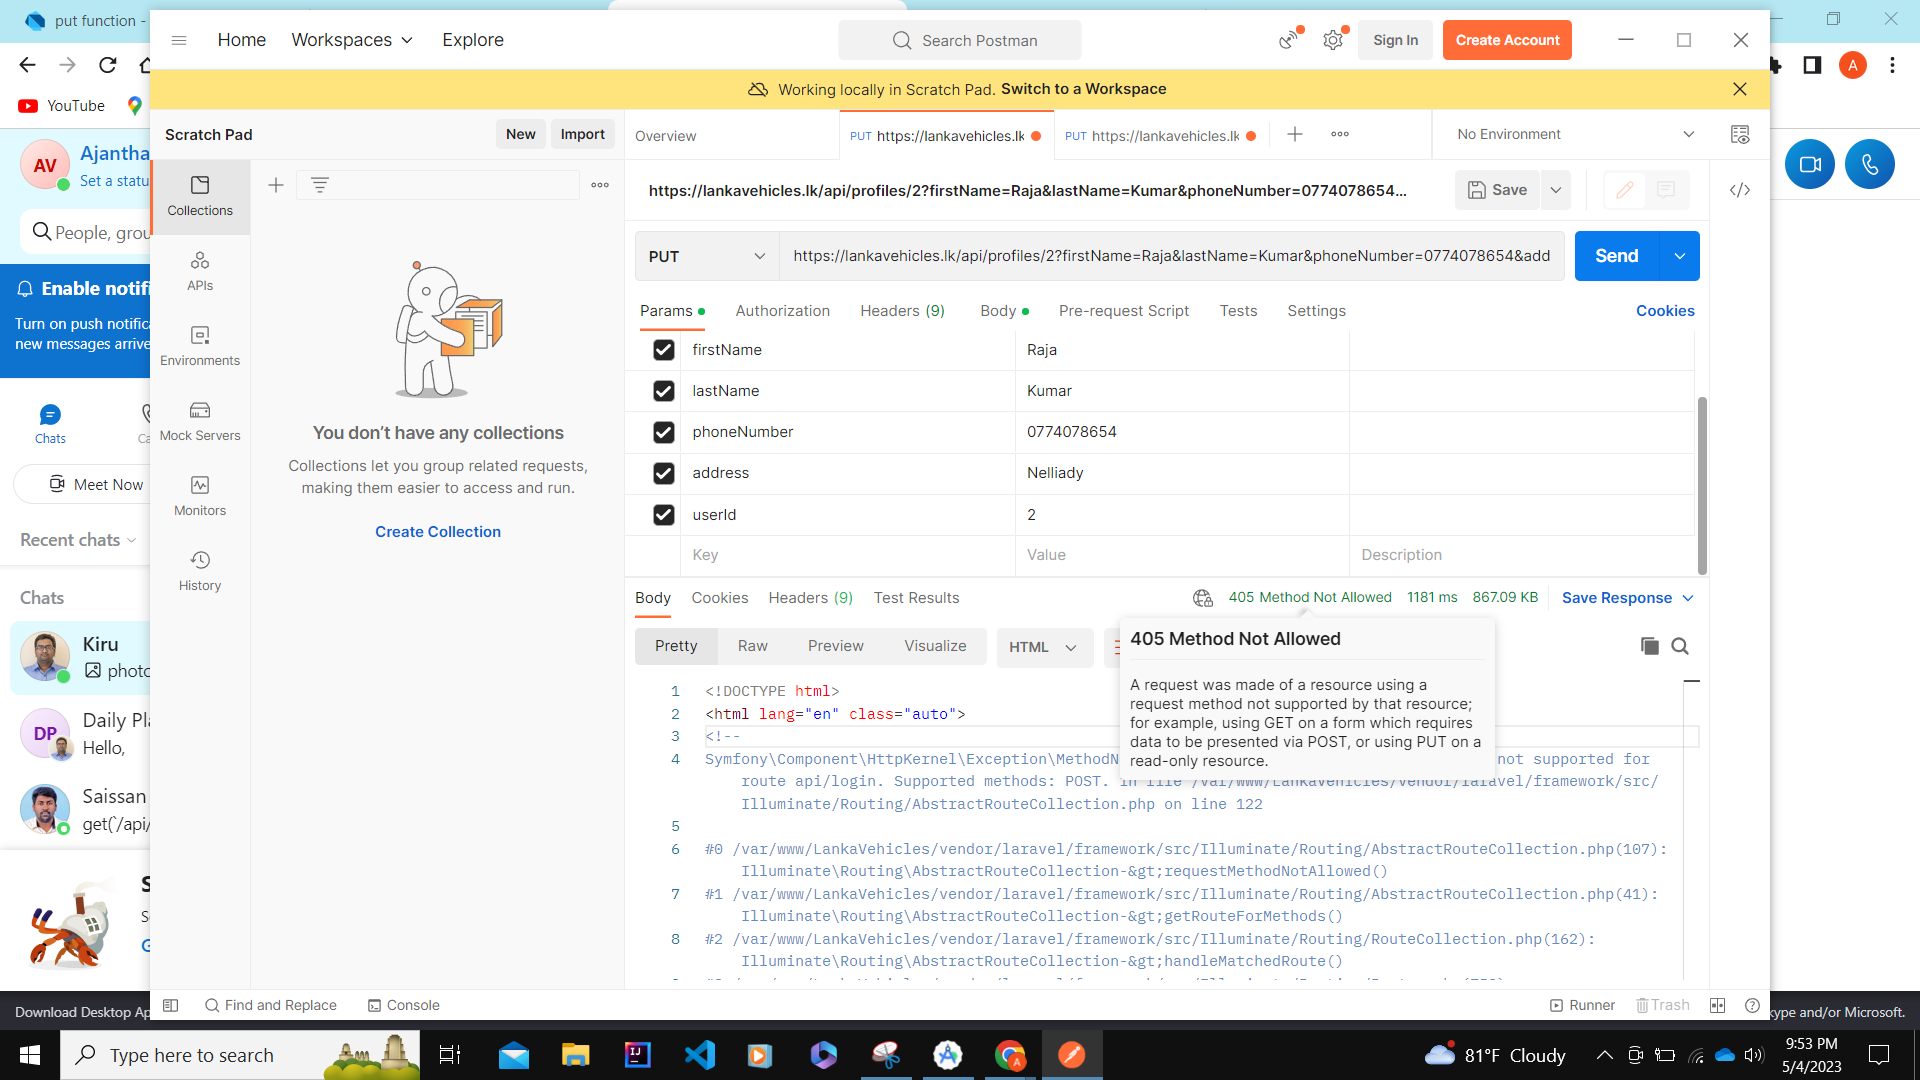 put function -
YouTube
A
AV
Ajantha
Set a statu
People, grou
Enable notifi
Turn on push notifica
new messages arrive
Chats
Ca
Meet Now
Recent chats
Chats
Kiru
photo
DP
Daily Pla
Hello,
Saissan
get('/api/
S
S
G
Download Desktop Ap
Home
Workspaces
Explore
Search Postman
Sign In
Create Account
Working locally in Scratch Pad. Switch to a Workspace
Scratch Pad
New
Import
Overview
PUT https://lankavehicles.lk
PUT https://lankavehicles.lk
No Environment
Collections
APIs
Environments
Mock Servers
Monitors
History
You don't have any collections
Collections let you group related requests,
making them easier to access and run.
Create Collection
https://lankavehicles.lk/api/profiles/2?firstName=Raja&lastName=Kumar&phoneNumber=0774078654...
Save
PUT
https://lankavehicles.lk/api/profiles/2?firstName=Raja&lastName=Kumar&phoneNumber=0774078654&add
Send
Params
Authorization
Headers (9)
Body
Pre-request Script
Tests
Settings
Cookies
firstName Raja
lastName Kumar
phoneNumber 0774078654
address Nelliady
userId 2
Key Value Description
Body
Cookies
Headers (9)
Test Results
405 Method Not Allowed
1181 ms
867.09 KB
Save Response
Pretty
Raw
Preview
Visualize
HTML
405 Method Not Allowed
A request was made of a resource using a
request method not supported by that resource;
for example, using GET on a form which requires
data to be presented via POST, or using PUT on a
read-only resource.
1 <!DOCTYPE html>
2 <html lang="en" class="auto">
3 <!--
4 Symfony\Component\HttpKernel\Exception\MethodN not supported for
route api/login. Supported methods: POST. in file /var/www/LankaVehicles/vendor/laravel/framework/src/
Illuminate/Routing/AbstractRouteCollection.php on line 122
5
6 #0 /var/www/LankaVehicles/vendor/laravel/framework/src/Illuminate/Routing/AbstractRouteCollection.php(107):
Illuminate\Routing\AbstractRouteCollection-&gt;requestMethodNotAllowed()
7 #1 /var/www/LankaVehicles/vendor/laravel/framework/src/Illuminate/Routing/AbstractRouteCollection.php(41):
Illuminate\Routing\AbstractRouteCollection-&gt;getRouteForMethods()
8 #2 /var/www/LankaVehicles/vendor/laravel/framework/src/Illuminate/Routing/RouteCollection.php(162):
Illuminate\Routing\AbstractRouteCollection-&gt;handleMatchedRoute()
Find and Replace
Console
Runner
Trash
kype and/or Microsoft.
Type here to search
81°F Cloudy
9:53 PM
5/4/2023